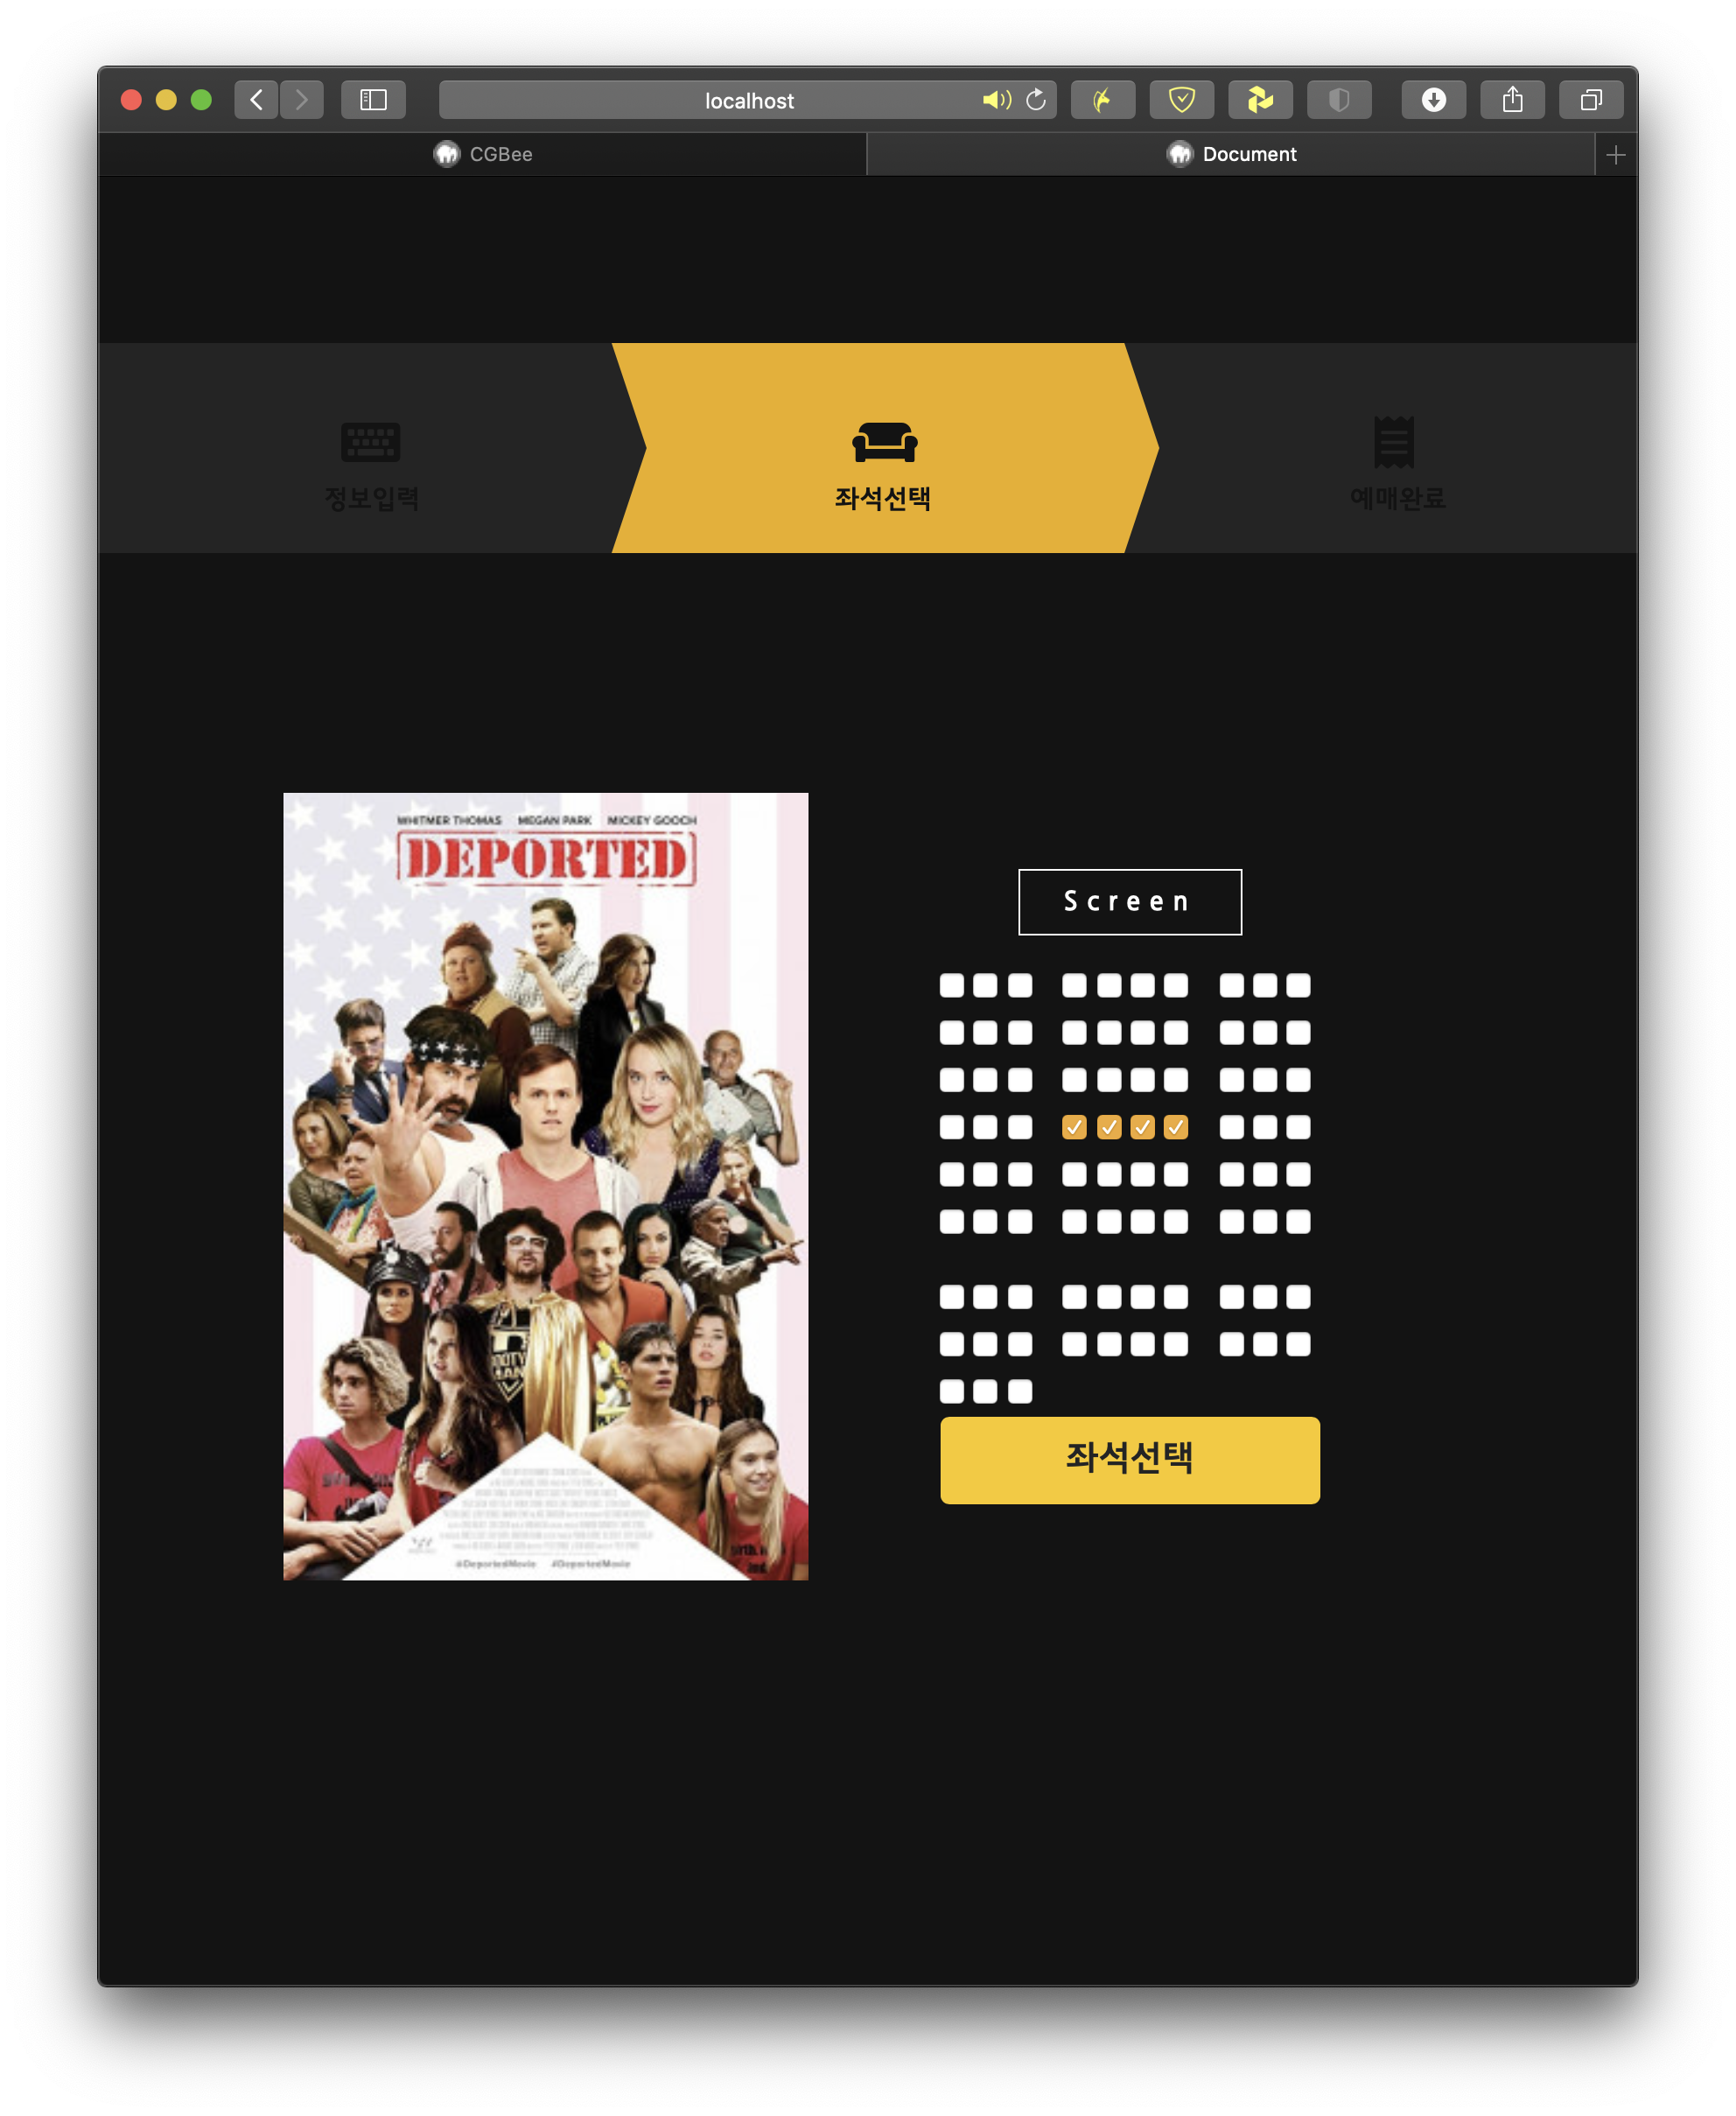 localhost
CGBee
Document
정보입력
좌석선택
예매완료
WHITMER THOMAS MEGAN PARK MICKEY GOOCH
DEPORTED
Screen
좌석선택
#DeportedMovie #DeportedMovie